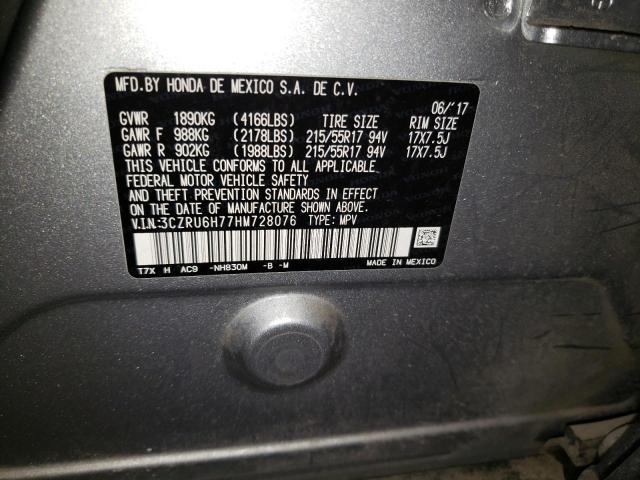 MFD.BY HONDA DE MEXICO S.A. DE C.V.
06/'17
GVWR 1890KG (4166LBS) TIRE SIZE RIM SIZE
GAWR F 988KG (2178LBS) 215/55R17 94V 17X7.5J
GAWR R 902KG (1988LBS) 215/55R17 94V 17X7.5J
THIS VEHICLE CONFORMS TO ALL APPLICABLE
FEDERAL MOTOR VEHICLE SAFETY
AND THEFT PREVENTION STANDARDS IN EFFECT
ON THE DATE OF MANUFACTURE SHOWN ABOVE.
V.I.N:3CZRU6H77HM728076 TYPE: MPV
T7X H AC9 -NH830M -B -M MADE IN MEXICO